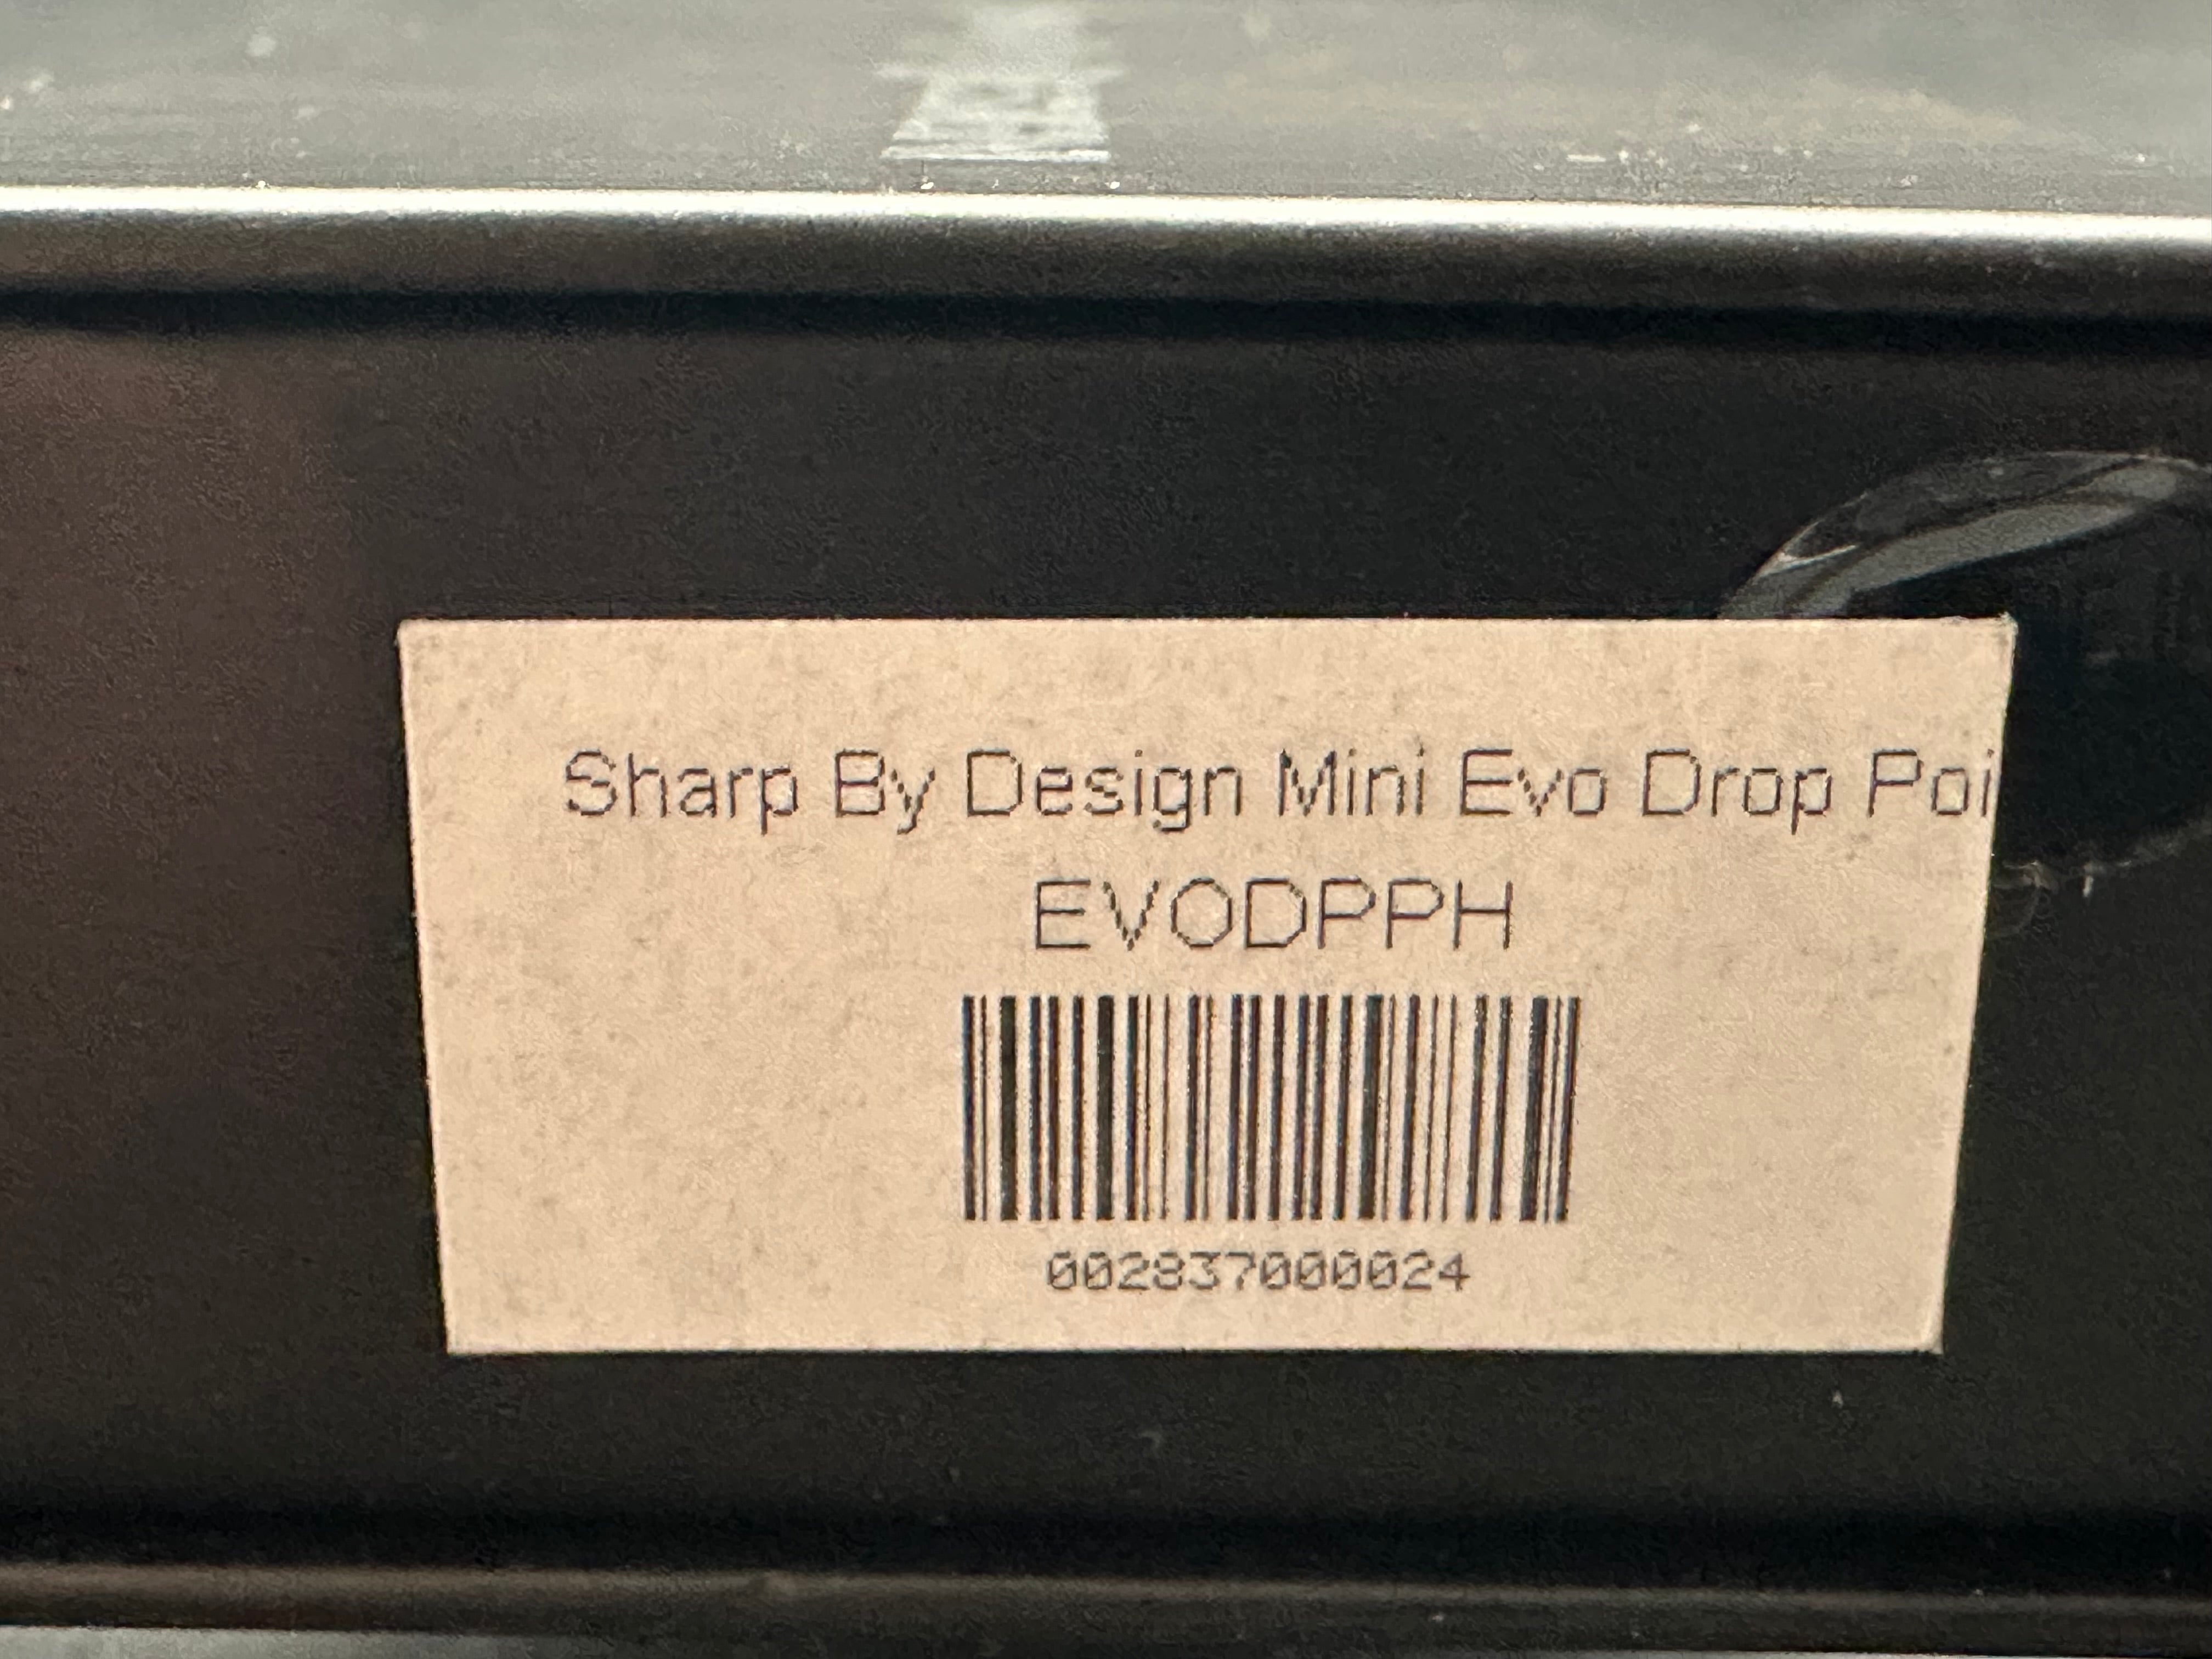 Sharp By Design Mini Evo Drop Poi
EVODPPH
002837000024